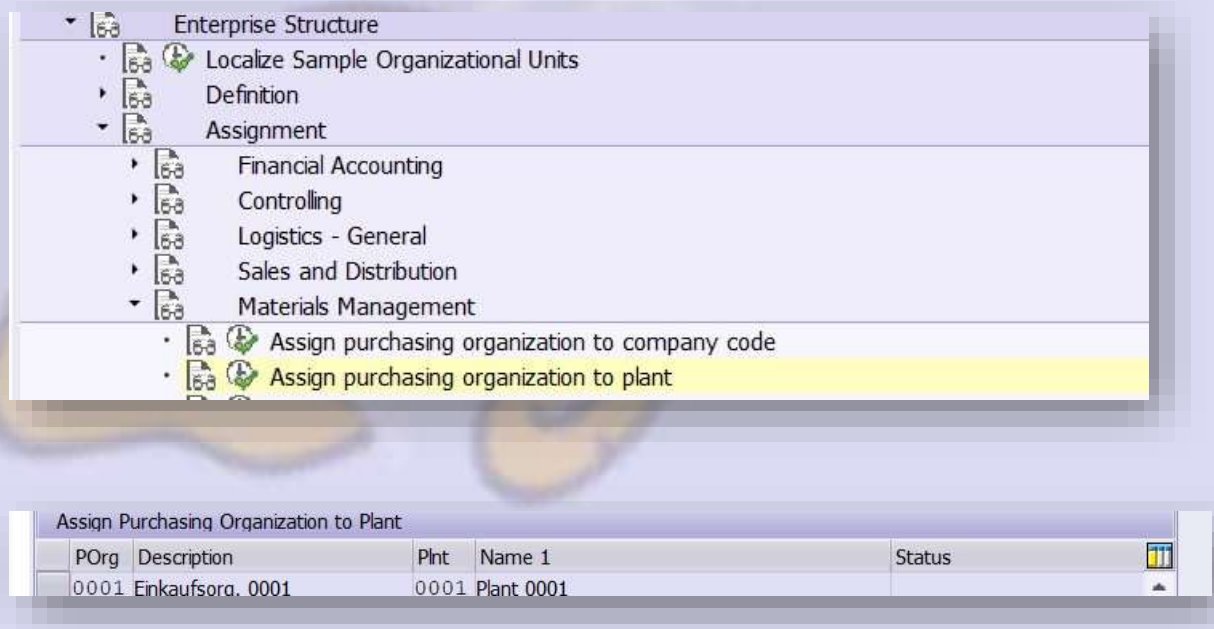 Enterprise Structure
Localize Sample Organizational Units
Definition
Assignment
Financial Accounting
Controlling
Logistics - General
Sales and Distribution
Materials Management
Assign purchasing organization to company code
Assign purchasing organization to plant
Assign Purchasing Organization to Plant
POrg Description Plnt Name 1 Status
0001 Einkaufsorg. 0001 0001 Plant 0001